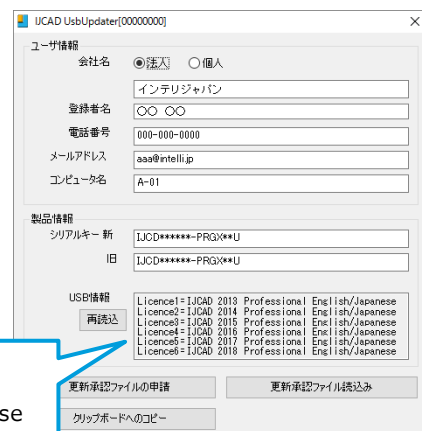 IJCAD UsbUpdater[00000000]
ユーザ情報
会社名 法人 個人
インテリジャパン
登録者名 〇〇 〇〇
電話番号 000-000-0000
メールアドレス aaa@intelli.jp
コンピュータ名 A-01
製品情報
シリアルキー 新 IJCD******-PRGX**U
旧 IJCD******-PRGX**U
USB情報
再読込
Licence1=IJCAD 2013 Professional English/Japanese
Licence2=IJCAD 2014 Professional English/Japanese
Licence3=IJCAD 2015 Professional English/Japanese
Licence4=IJCAD 2016 Professional English/Japanese
Licence5=IJCAD 2017 Professional English/Japanese
Licence6=IJCAD 2018 Professional English/Japanese
更新承認ファイルの申請 更新承認ファイル読込み
se
クリップボードへのコピー